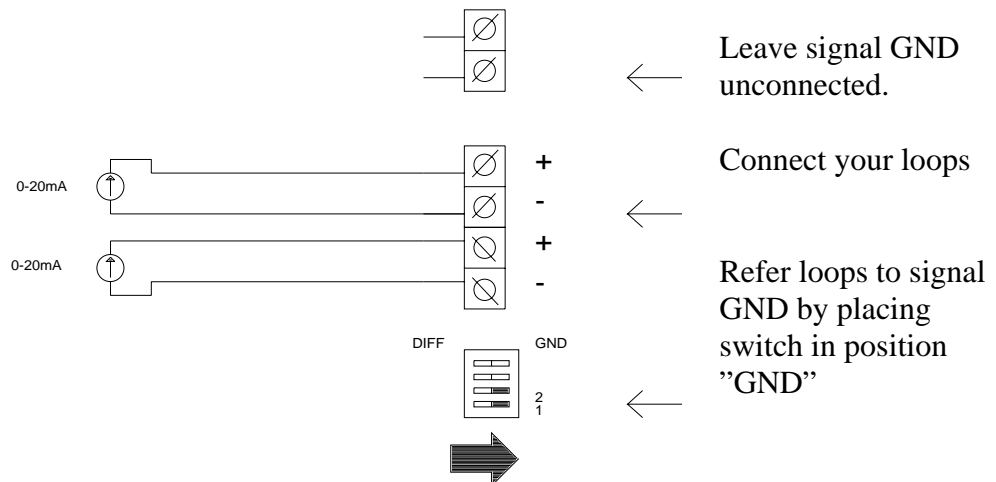 Leave signal GND
unconnected.
Connect your loops
+
-
+
-
0-20mA
0-20mA
Refer loops to signal
GND by placing
switch in position
”GND”
DIFF
GND
2
1